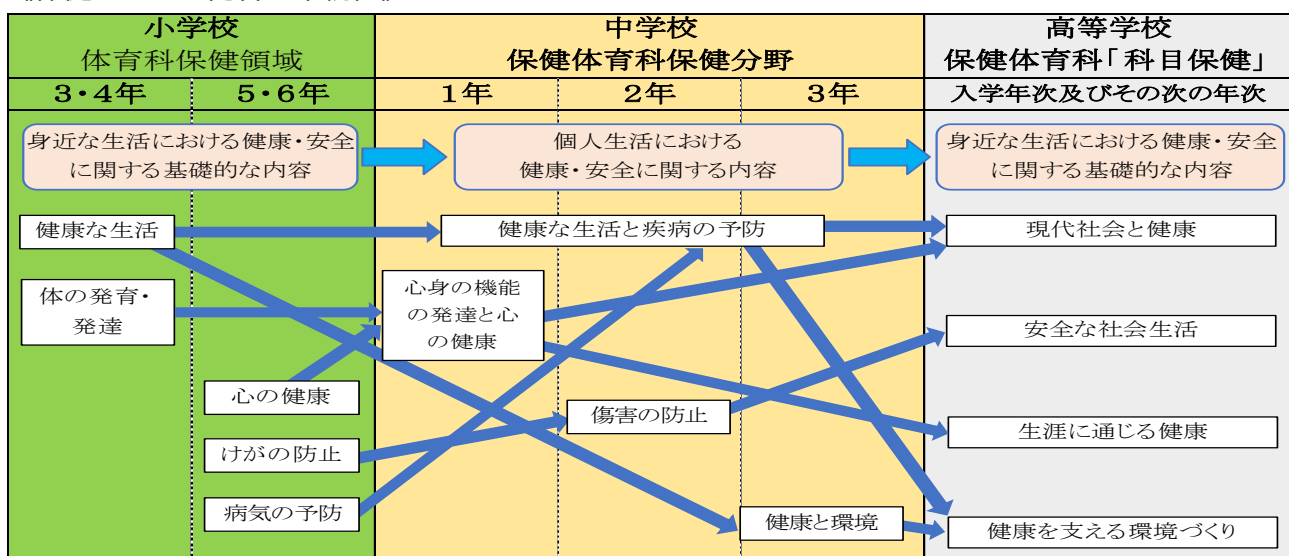 小学校
体育科保健領域
中学校
保健体育科保健分野
高等学校
保健体育科「科目保健」
3・4年
5・6年
1年
2年
3年
入学年次及びその次の年次
身近な生活における健康・安全
に関する基礎的な内容
個人生活における
健康・安全に関する内容
身近な生活における健康・安全
に関する基礎的な内容
健康な生活
健康な生活と疾病の予防
現代社会と健康
体の発育・
発達
心身の機能
の発達と心
の健康
安全な社会生活
心の健康
傷害の防止
けがの防止
生涯に通じる健康
病気の予防
健康と環境
健康を支える環境づくり